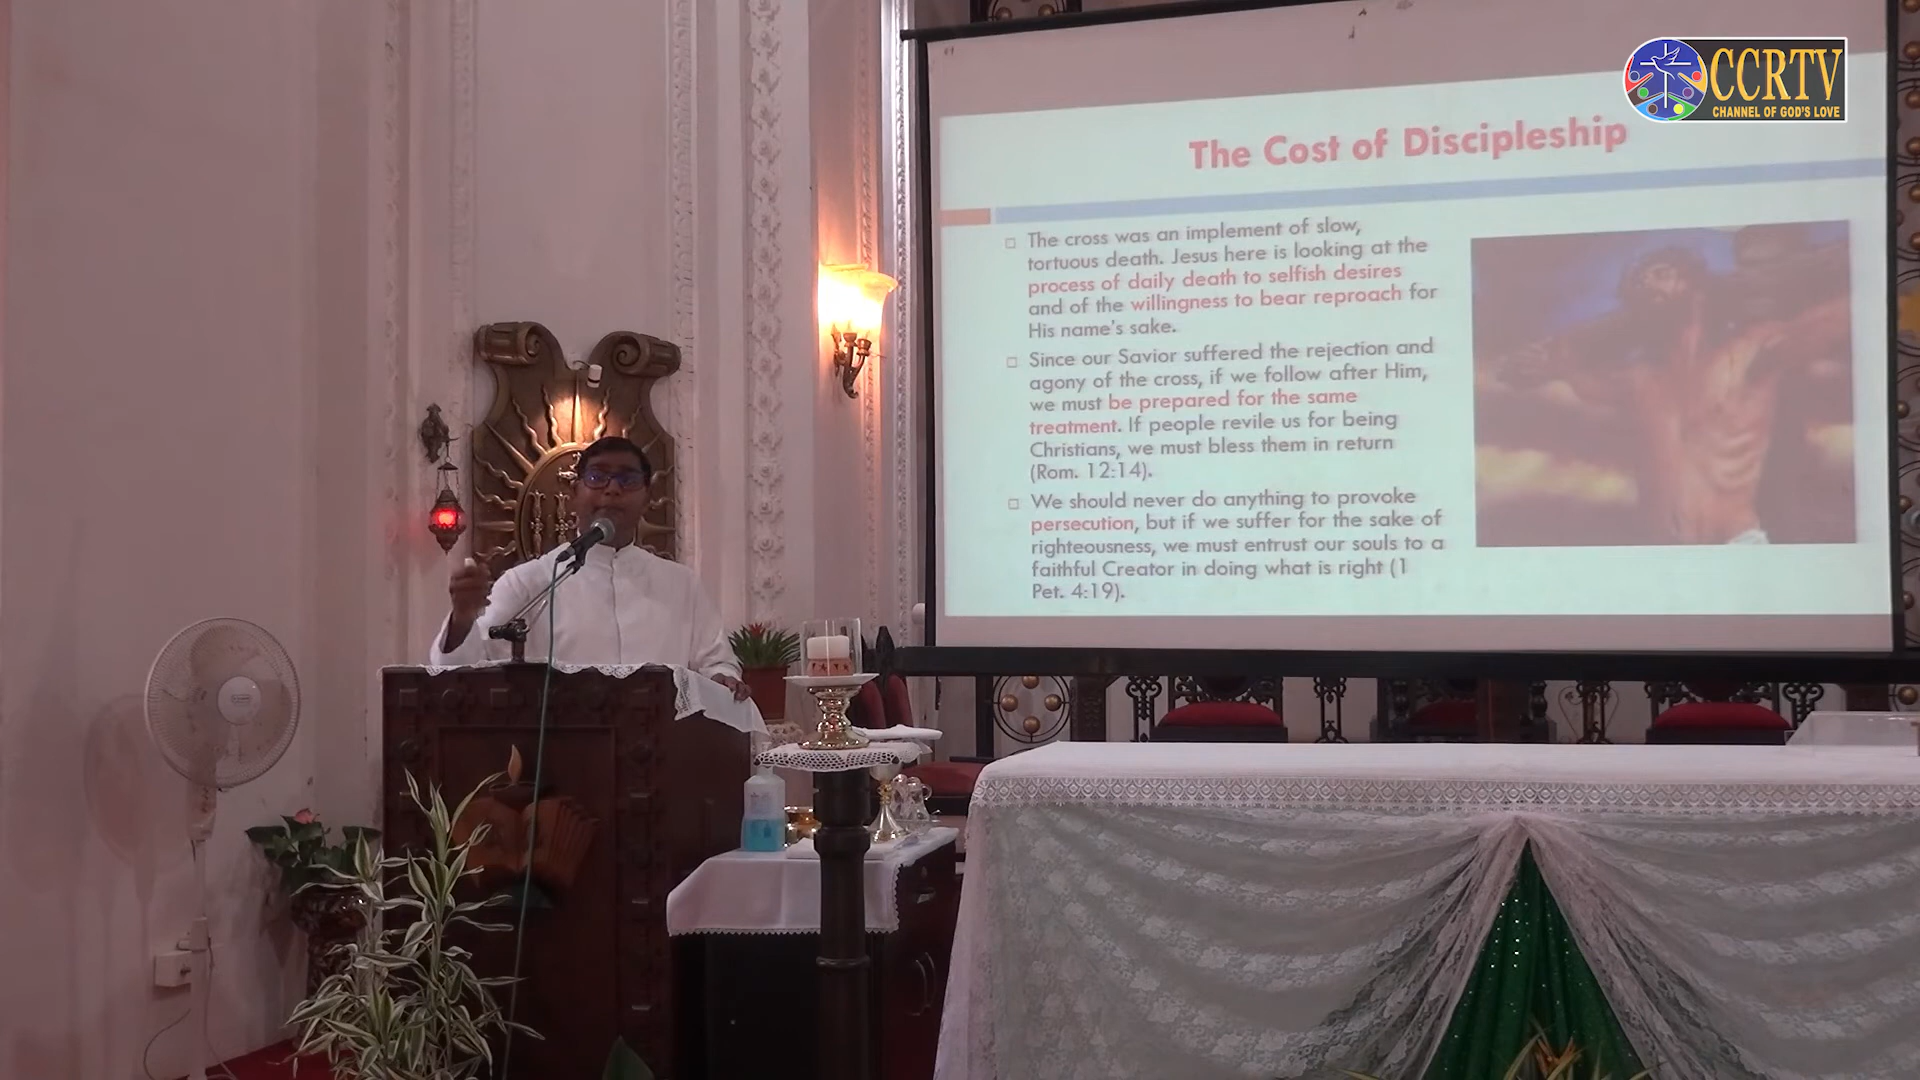 CCRTV
CHANNEL OF GOD'S LOVE
The Cost of Discipleship
The cross was an implement of slow,
tortuous death. Jesus here is looking at the
process of daily death to selfish desires
and of the willingness to bear reproach for
His name's sake.
Since our Savior suffered the rejection and
agony of the cross, if we follow after Him,
we must be prepared for the same
treatment. If people revile us for being
Christians, we must bless them in return
(Rom. 12:14).
We should never do anything to provoke
persecution, but if we suffer for the sake of
righteousness, we must entrust our souls to a
faithful Creator in doing what is right (1
Pet. 4:19).